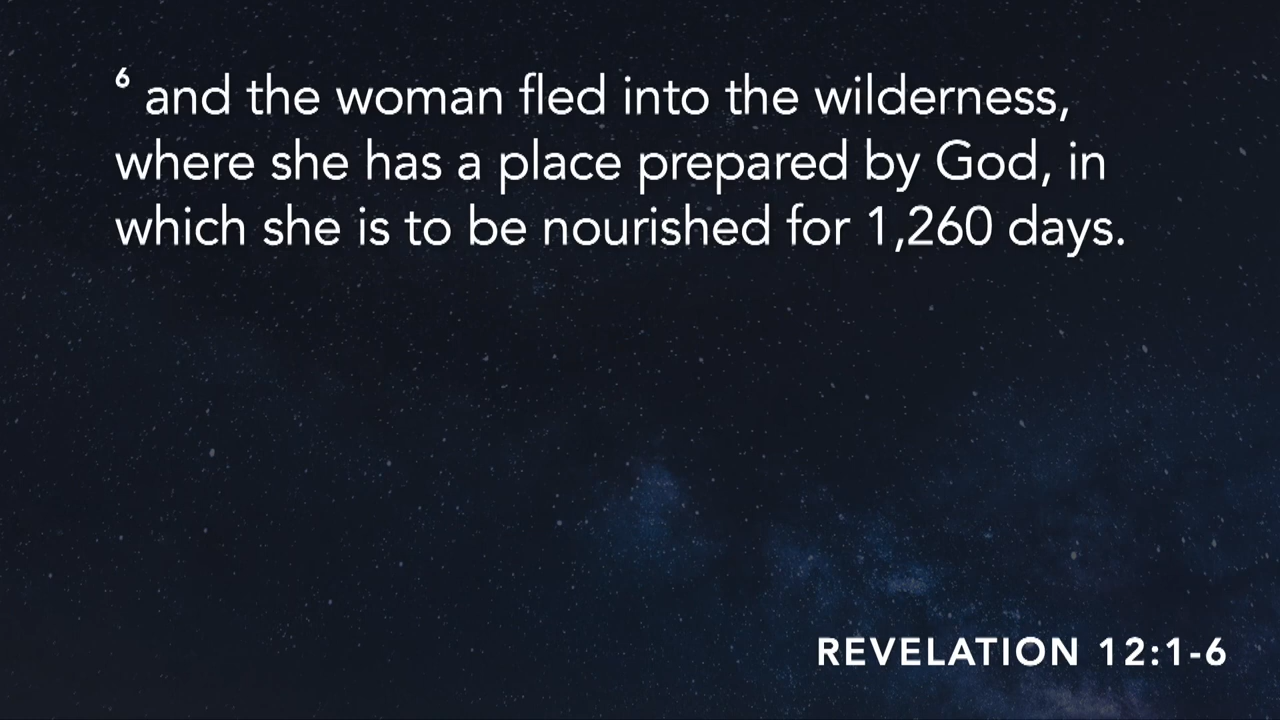 6 and the woman fled into the wilderness,
where she has a place prepared by God, in
which she is to be nourished for 1,260 days.
REVELATION 12:1-6